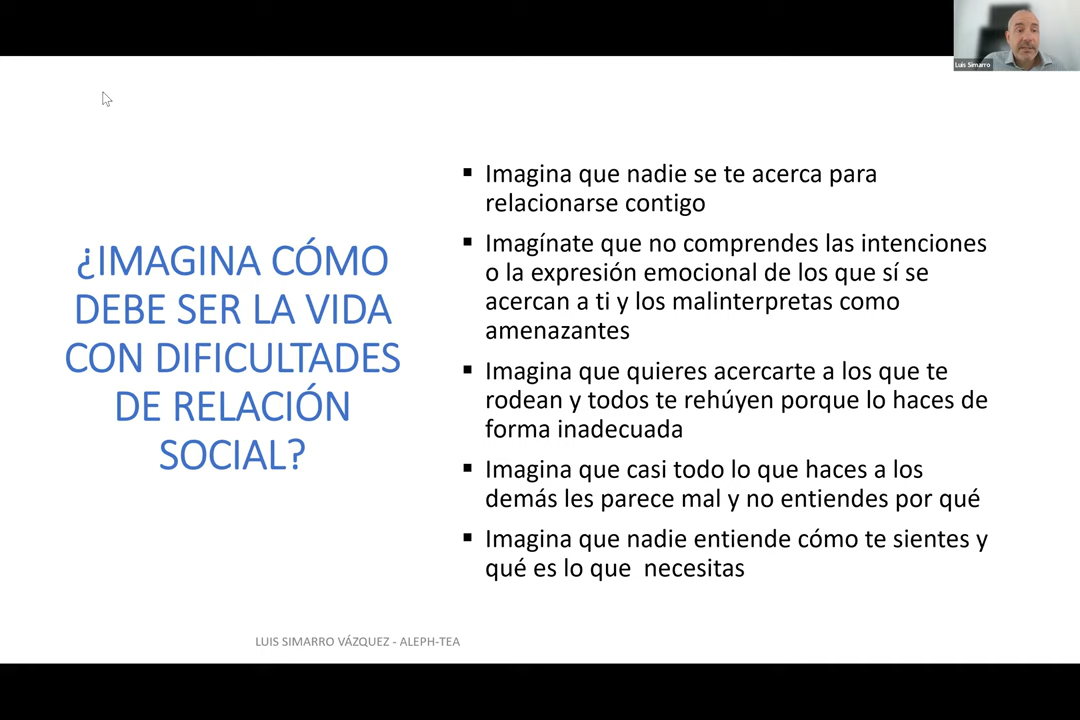 Luis Simarro
¿IMAGINA CÓMO
DEBE SER LA VIDA
CON DIFICULTADES
DE RELACIÓN
SOCIAL?
▪ Imagina que nadie se te acerca para
relacionarse contigo
▪ Imagínate que no comprendes las intenciones
o la expresión emocional de los que sí se
acercan a ti y los malinterpretas como
amenazantes
▪ Imagina que quieres acercarte a los que te
rodean y todos te rehúyen porque lo haces de
forma inadecuada
▪ Imagina que casi todo lo que haces a los
demás les parece mal y no entiendes por qué
▪ Imagina que nadie entiende cómo te sientes y
qué es lo que  necesitas
LUIS SIMARRO VÁZQUEZ - ALEPH-TEA